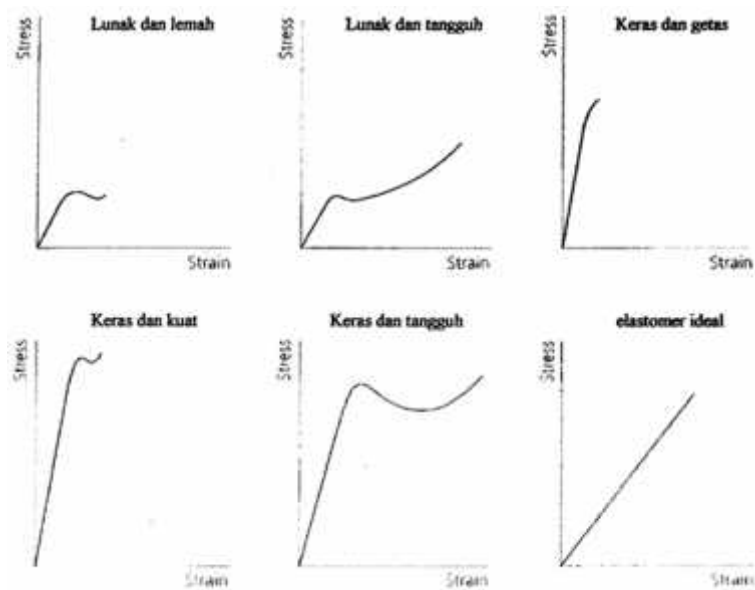 Lunak dan lemah
Stress
Strain
Lunak dan tangguh
Stress
Strain
Keras dan getas
Stress
Strain
Keras dan kuat
Stress
Strain
Keras dan tangguh
Stress
Strain
elastomer ideal
Stress
Strain